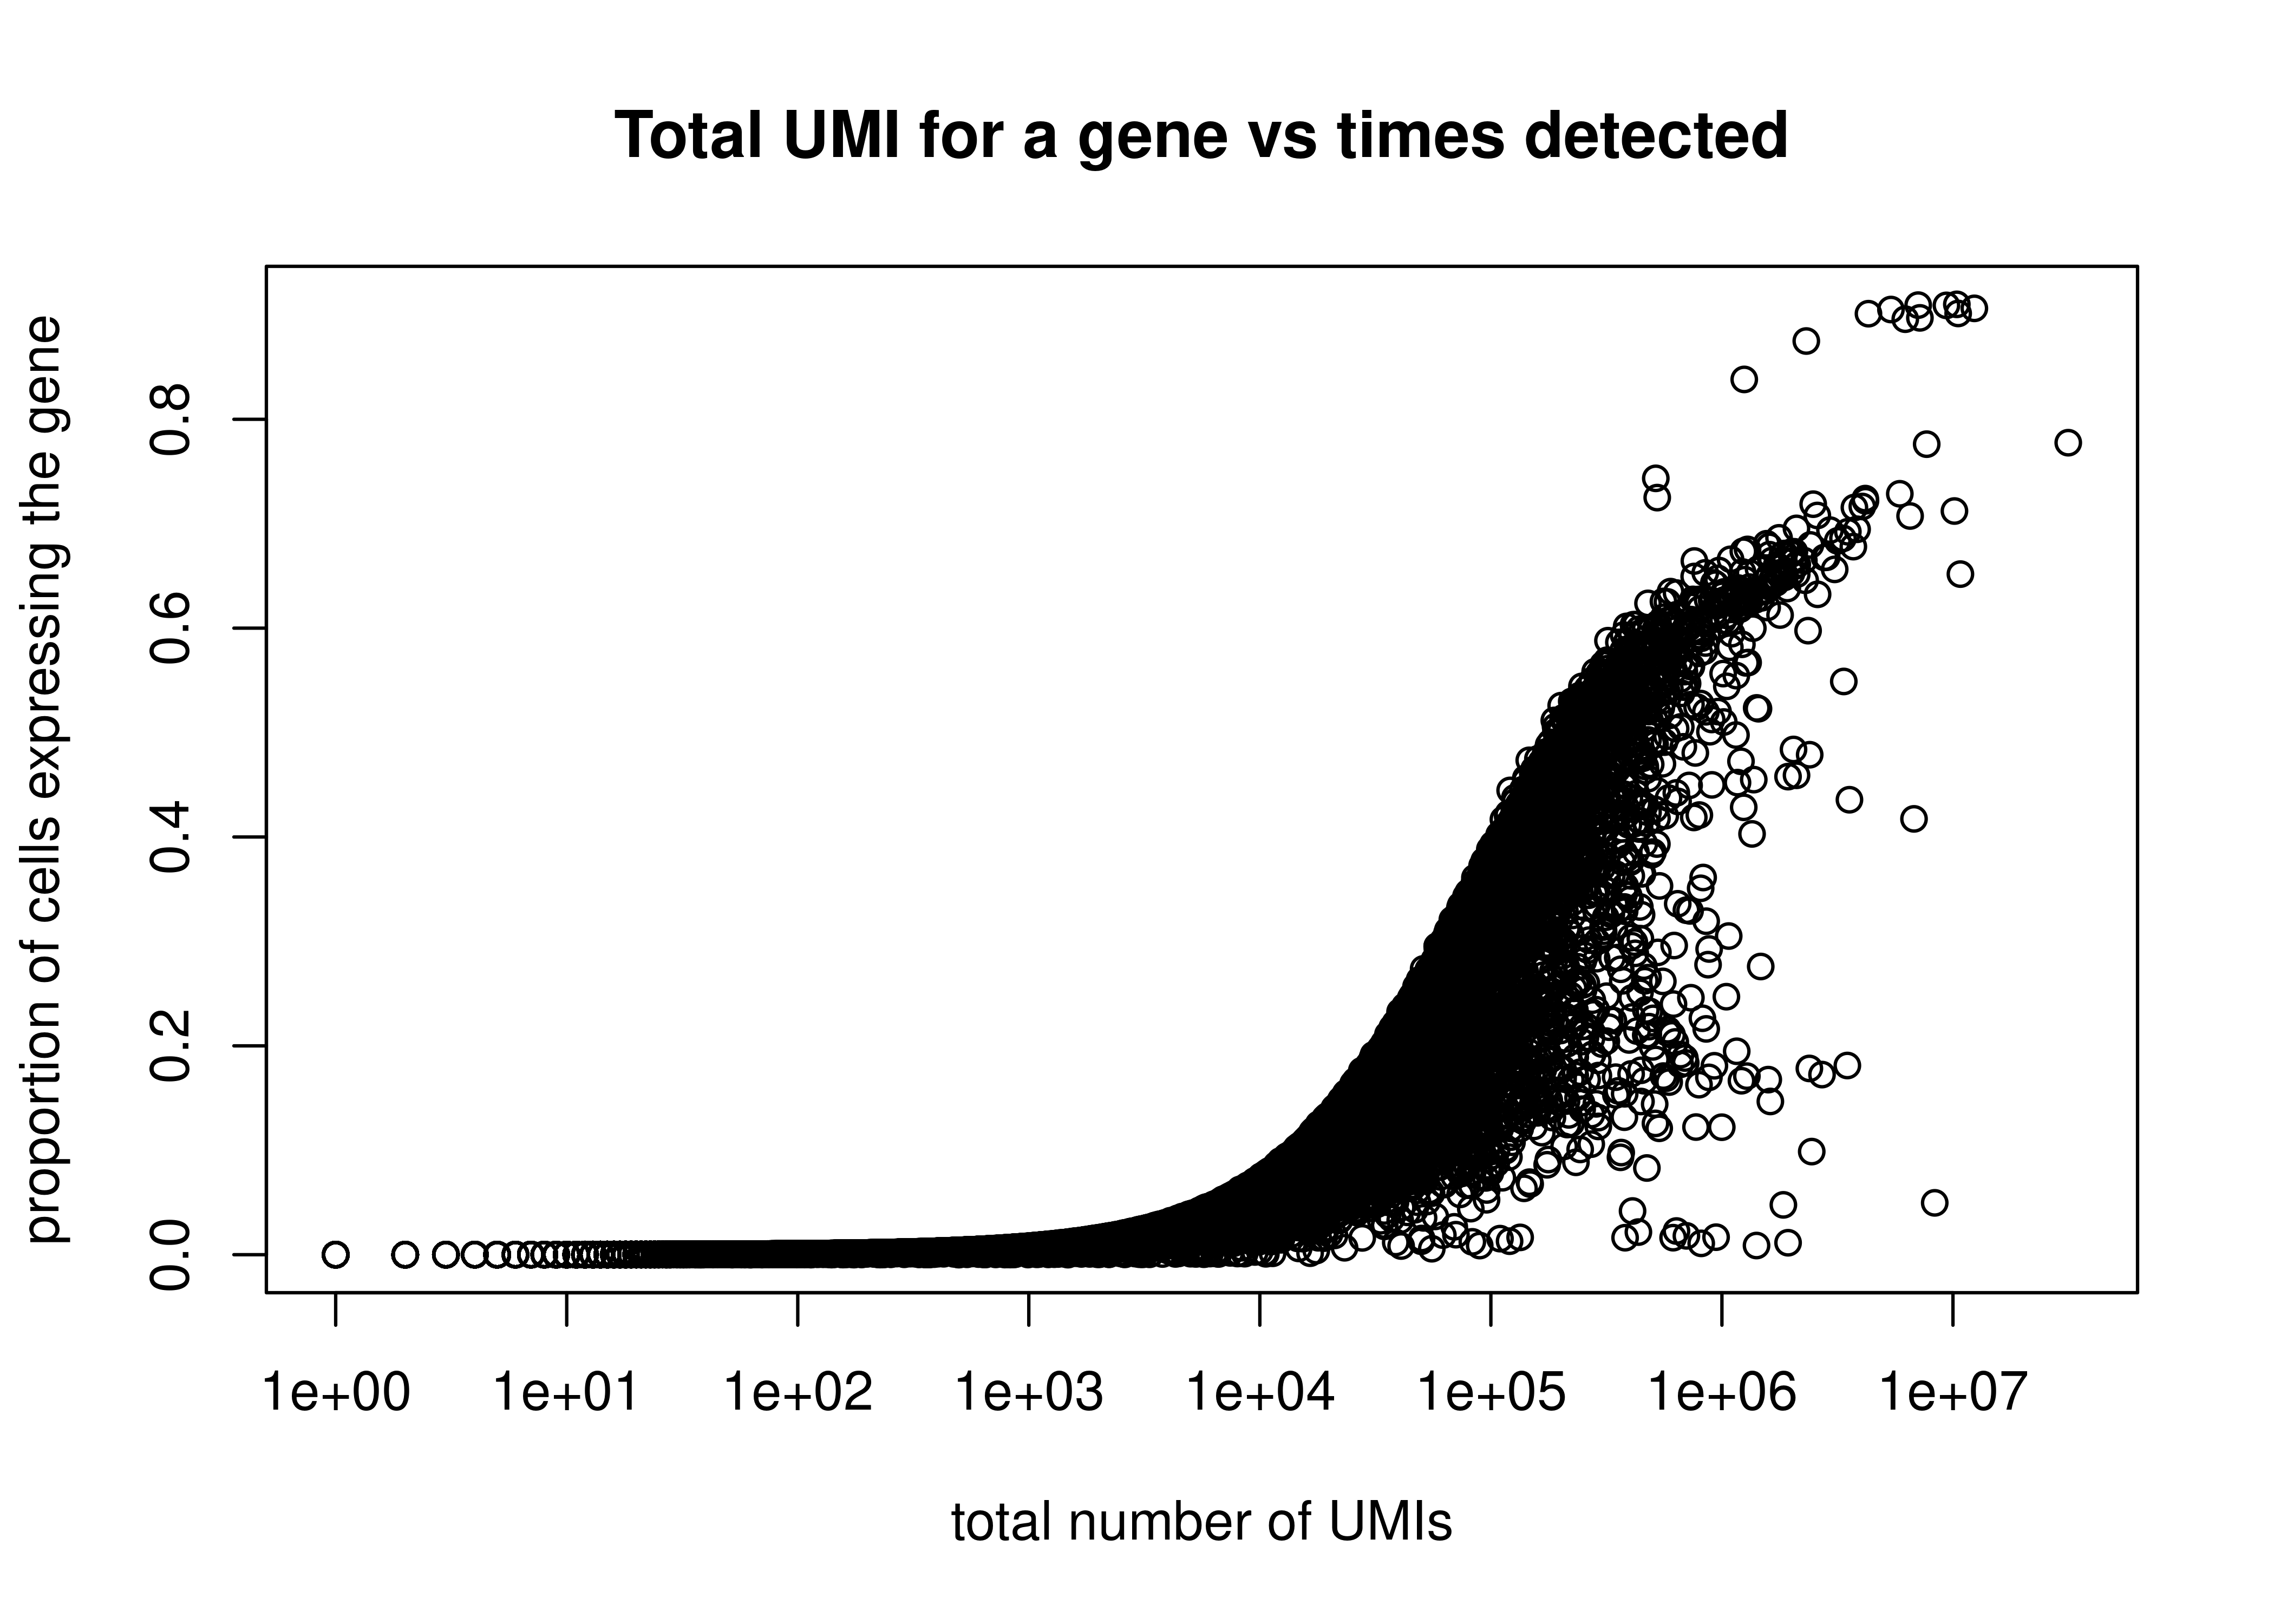 Total UMI for a gene vs times detected
proportion of cells expressing the gene
0.8
0.6
0.4
0.2
0.0
1e+00 1e+01 1e+02 1e+03 1e+04 1e+05 1e+06 1e+07
total number of UMIs